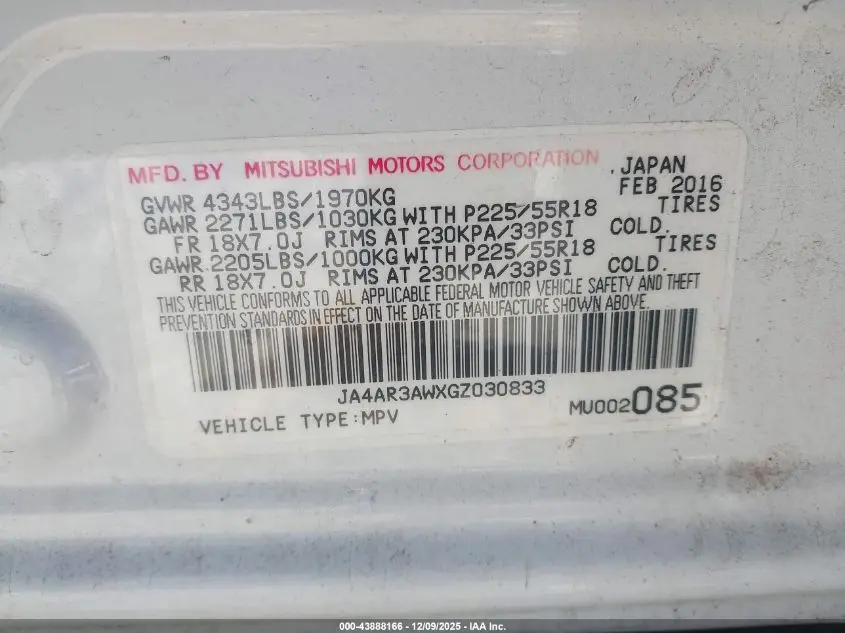 MFD. BY MITSUBISHI MOTORS CORPORATION , JAPAN
GVWR 4343LBS/1970KG FEB 2016
GAWR 2271LBS/1030KG WITH P225/55R18 TIRES
FR 18X7.0J RIMS AT 230KPA/33PSI COLD.
GAWR 2205LBS/1000KG WITH P225/55R18 TIRES
RR 18X7.0J RIMS AT 230KPA/33PSI COLD.
THIS VEHICLE CONFORMS TO ALL APPLICABLE FEDERAL MOTOR VEHICLE SAFETY AND THEFT
PREVENTION STANDARDS IN EFFECT ON THE DATE OF MANUFACTURE SHOWN ABOVE.
JA4AR3AWXGZ030833
VEHICLE TYPE:MPV MU002085
000-43888166 - 12/09/2025 - IAA Inc.